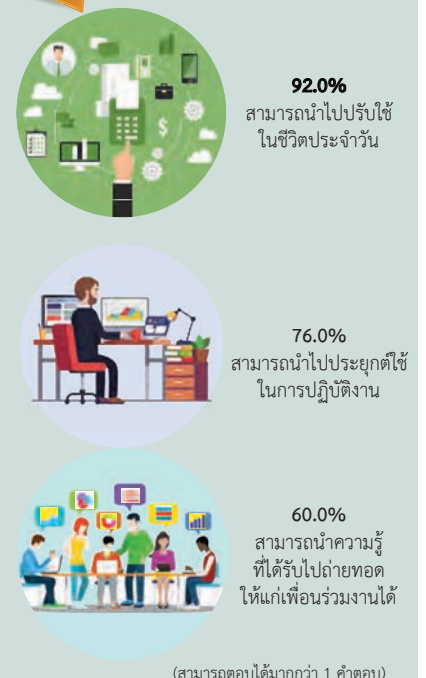 92.0%
สามารถนำไปปรับใช้
ในชีวิตประจำวัน
76.0%
สามารถนำไปประยุกต์ใช้
ในการปฏิบัติงาน
60.0%
สามารถนำความรู้
ที่ได้รับไปถ่ายทอด
ให้แก่เพื่อนร่วมงานได้
(สามารถตอบได้มากกว่า 1 คำตอบ)